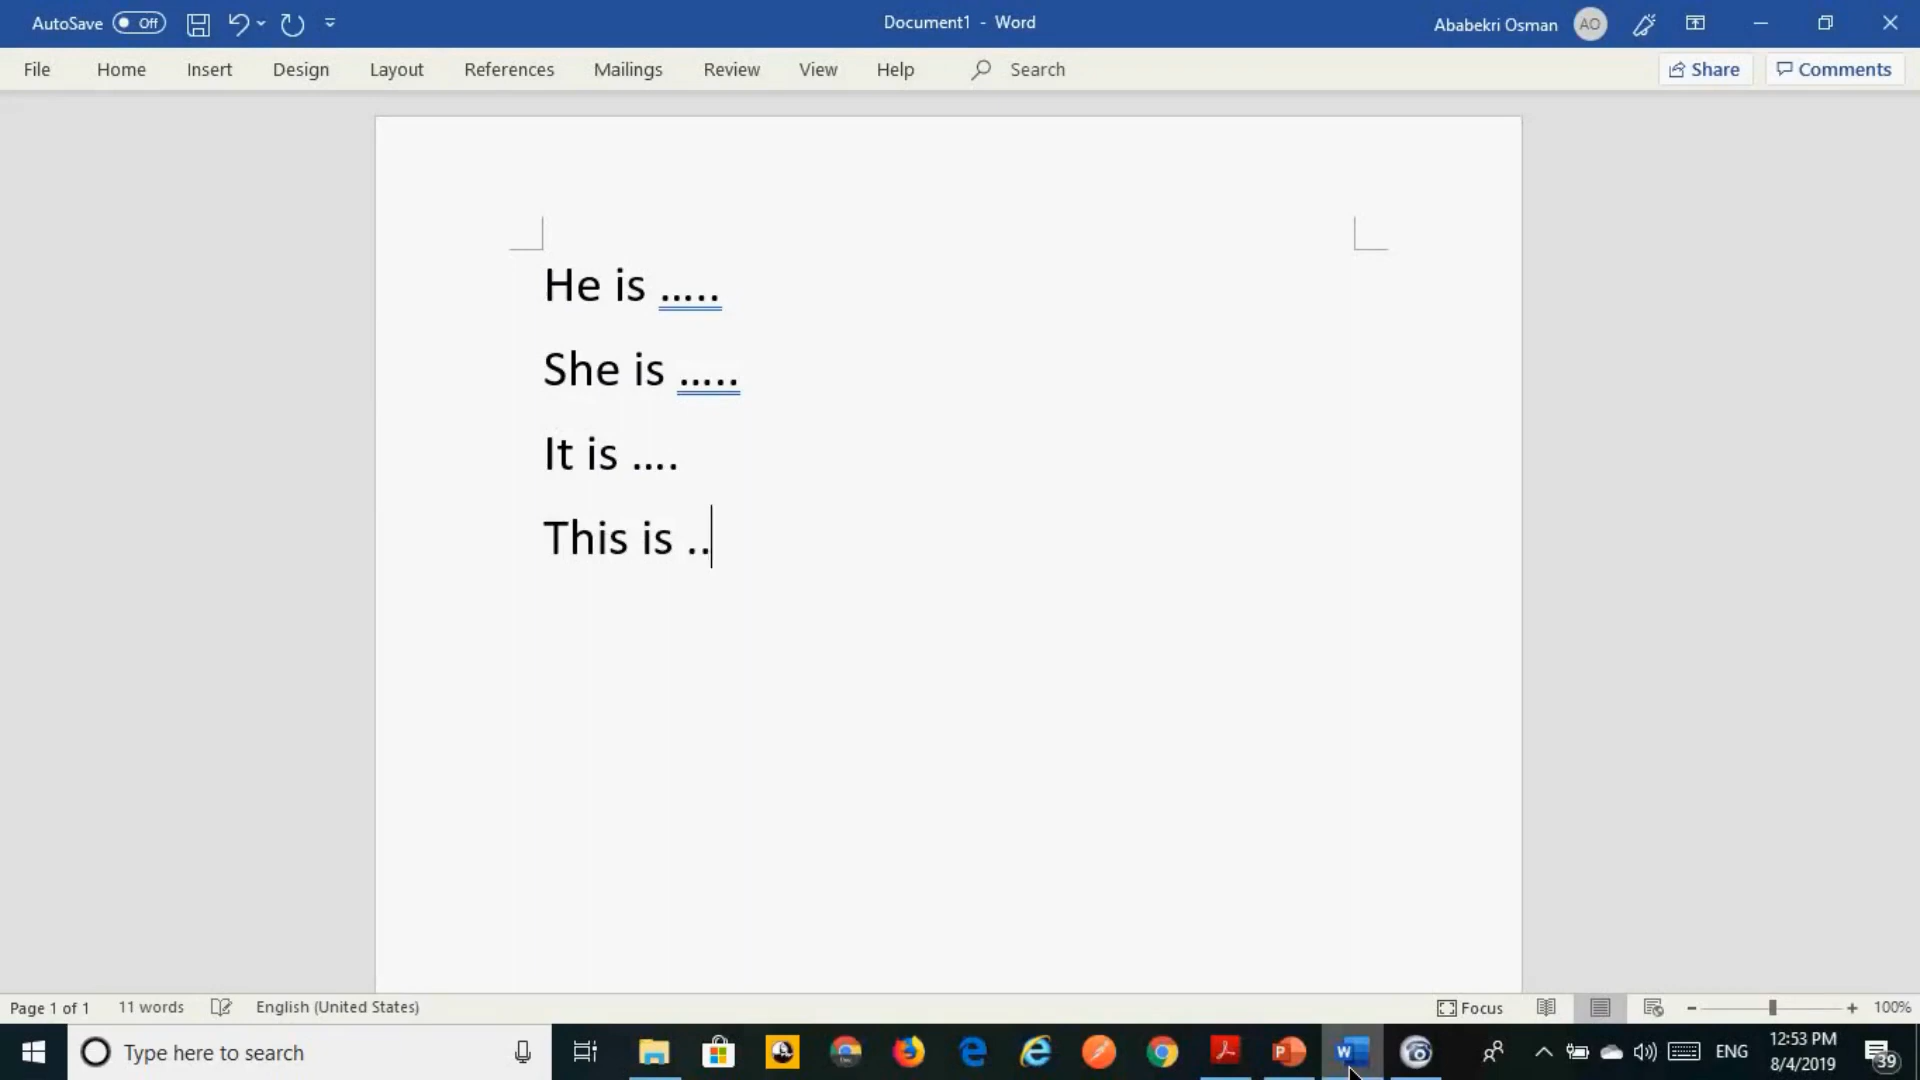 AutoSave Off Document1 - Word Ababekri Osman AO
File Home Insert Design Layout References Mailings Review View Help Search Share Comments
He is .....
She is .....
It is ....
This is ..
Page 1 of 1 11 words English (United States) Focus 100%
Type here to search ENG 12:53 PM
8/4/2019 39